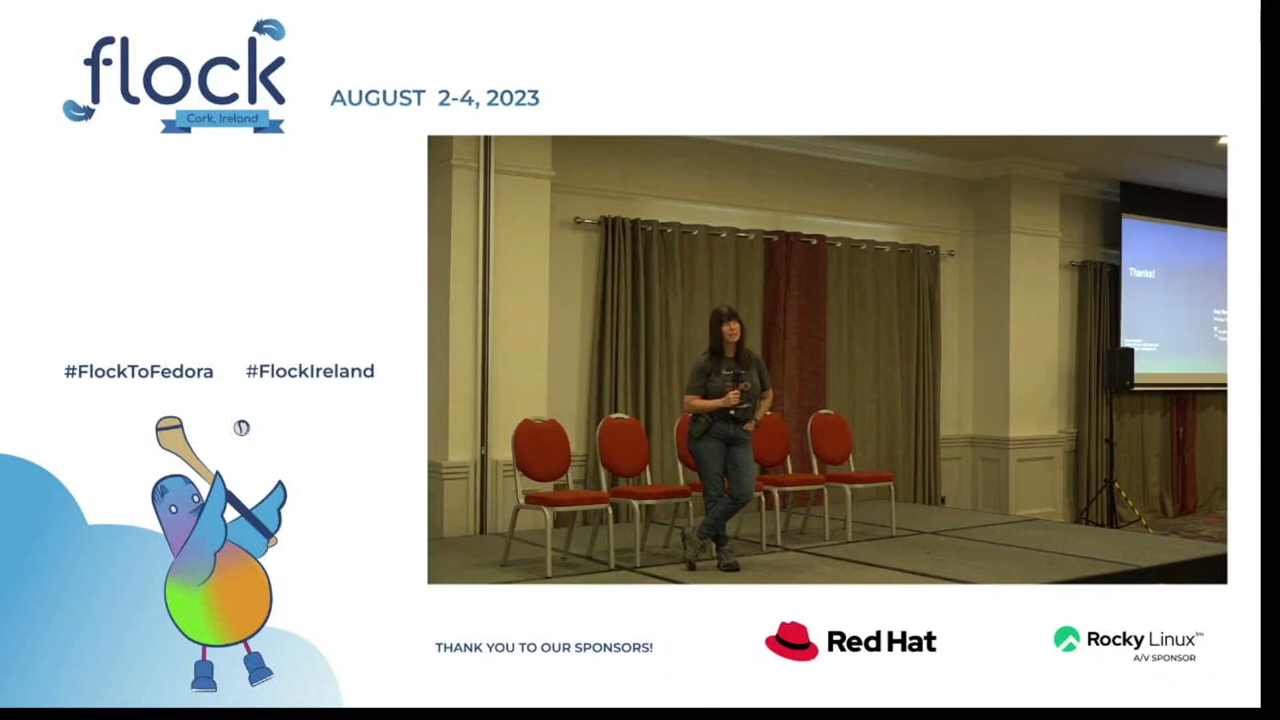 flock
Cork, Ireland
AUGUST 2-4, 2023
Thanks!
#FlockToFedora #FlockIreland
THANK YOU TO OUR SPONSORS!
Red Hat
Rocky Linux™
A/V SPONSOR